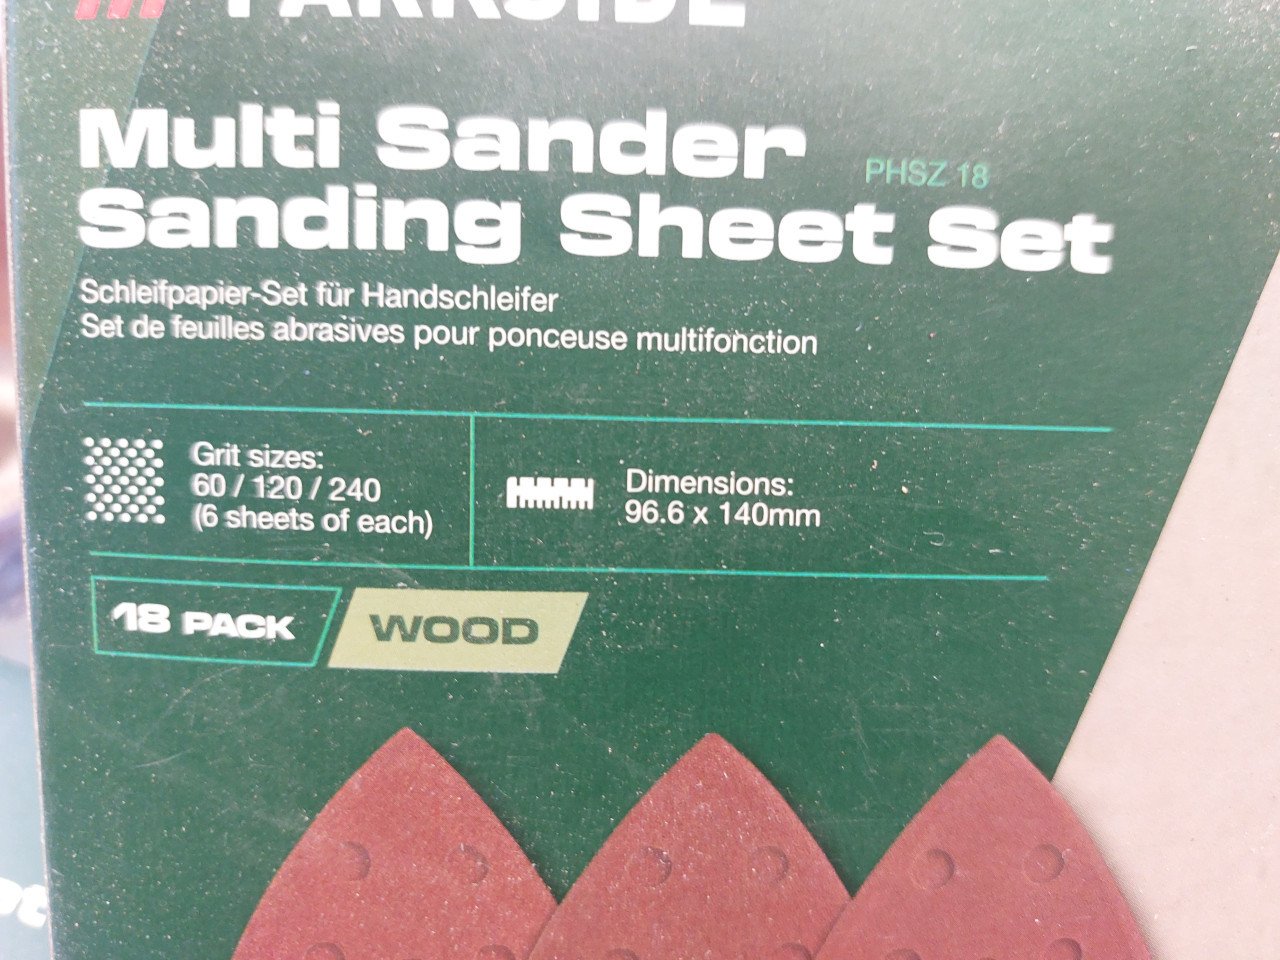 PARKSIDE
Multi Sander
PHSZ 18
Sanding Sheet Set
Schleifpapier-Set für Handschleifer
Set de feuilles abrasives pour ponceuse multifonction
Grit sizes:
60 / 120 / 240
(6 sheets of each)
Dimensions:
96.6 x 140mm
18 PACK
WOOD